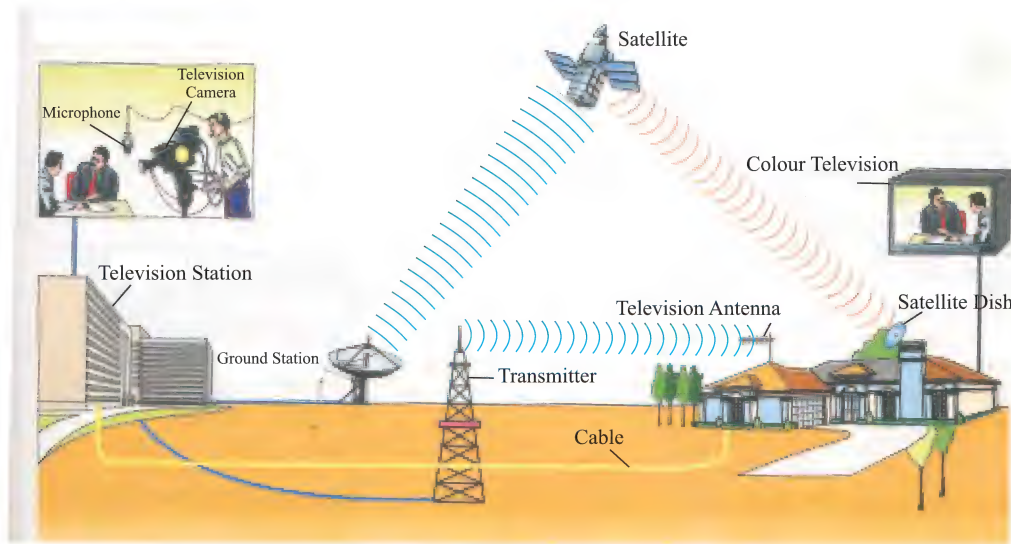 Satellite
Television
Camera
Microphone
Colour Television
Television Station
Television Antenna
Satellite Dish
Ground Station
Transmitter
Cable